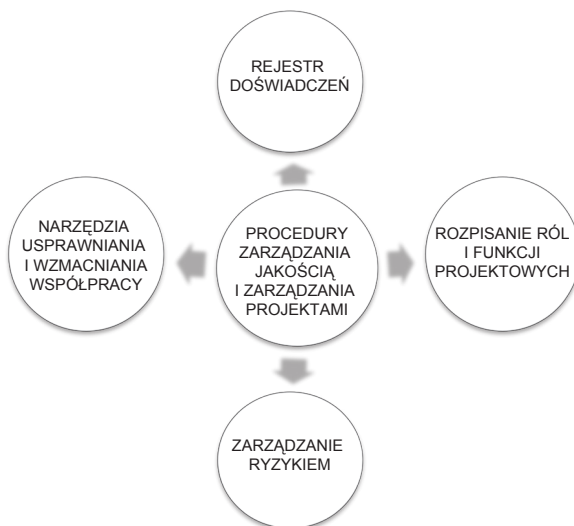 REJESTR
DOŚWIADCZEŃ
NARZĘDZIA
USPRAWNIANIA
I WZMACNIANIA
WSPÓŁPRACY
PROCEDURY
ZARZĄDZANIA
JAKOŚCIĄ
I ZARZĄDZANIA
PROJEKTAMI
ROZPISANIE RÓL
I FUNKCJI
PROJEKTOWYCH
ZARZĄDZANIE
RYZYKIEM